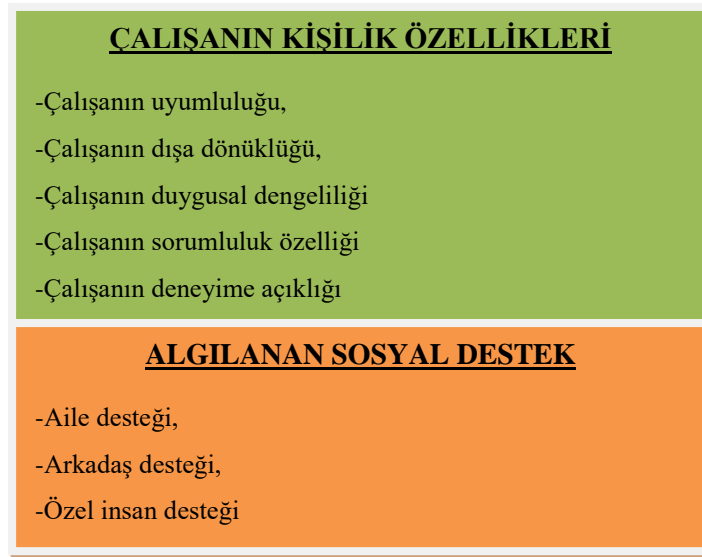 ÇALIŞANIN KİŞİLİK ÖZELLİKLERİ
-Çalışanın uyumluluğu,
-Çalışanın dışa dönüklüğü,
-Çalışanın duygusal dengeliliği
-Çalışanın sorumluluk özelliği
-Çalışanın deneyime açıklığı
ALGILANAN SOSYAL DESTEK
-Aile desteği,
-Arkadaş desteği,
-Özel insan desteği